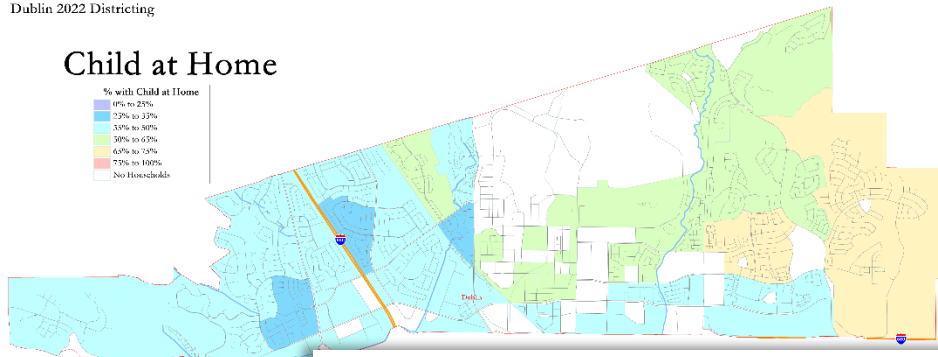 Dublin 2022 Districting
Child at Home
% with Child at Home
0% to 25%
25% to 35%
35% to 50%
50% to 65%
65% to 75%
75% to 100%
No Households
Dublin